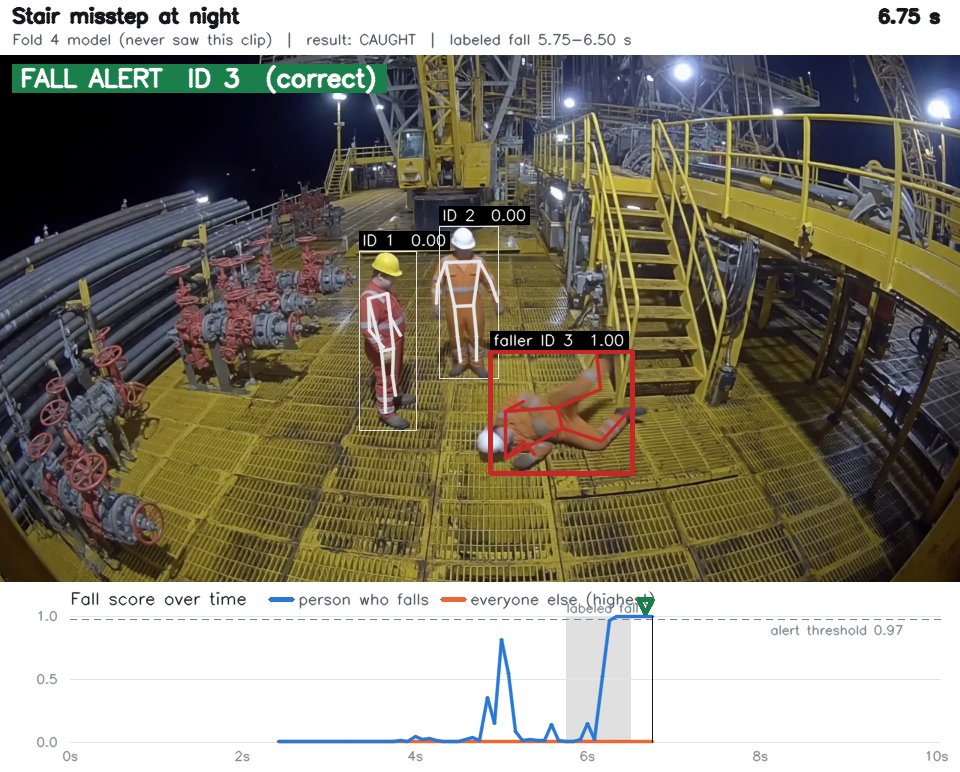 Stair misstep at night
6.75 s
Fold 4 model (never saw this clip) | result: CAUGHT | labeled fall 5.75–6.50 s
FALL ALERT ID 3 (correct)
ID 1 0.00
ID 2 0.00
faller ID 3 1.00
Fall score over time
person who falls
everyone else (highest)
labeled fall
1.0
alert threshold 0.97
0.5
0.0
0s
2s
4s
6s
8s
10s